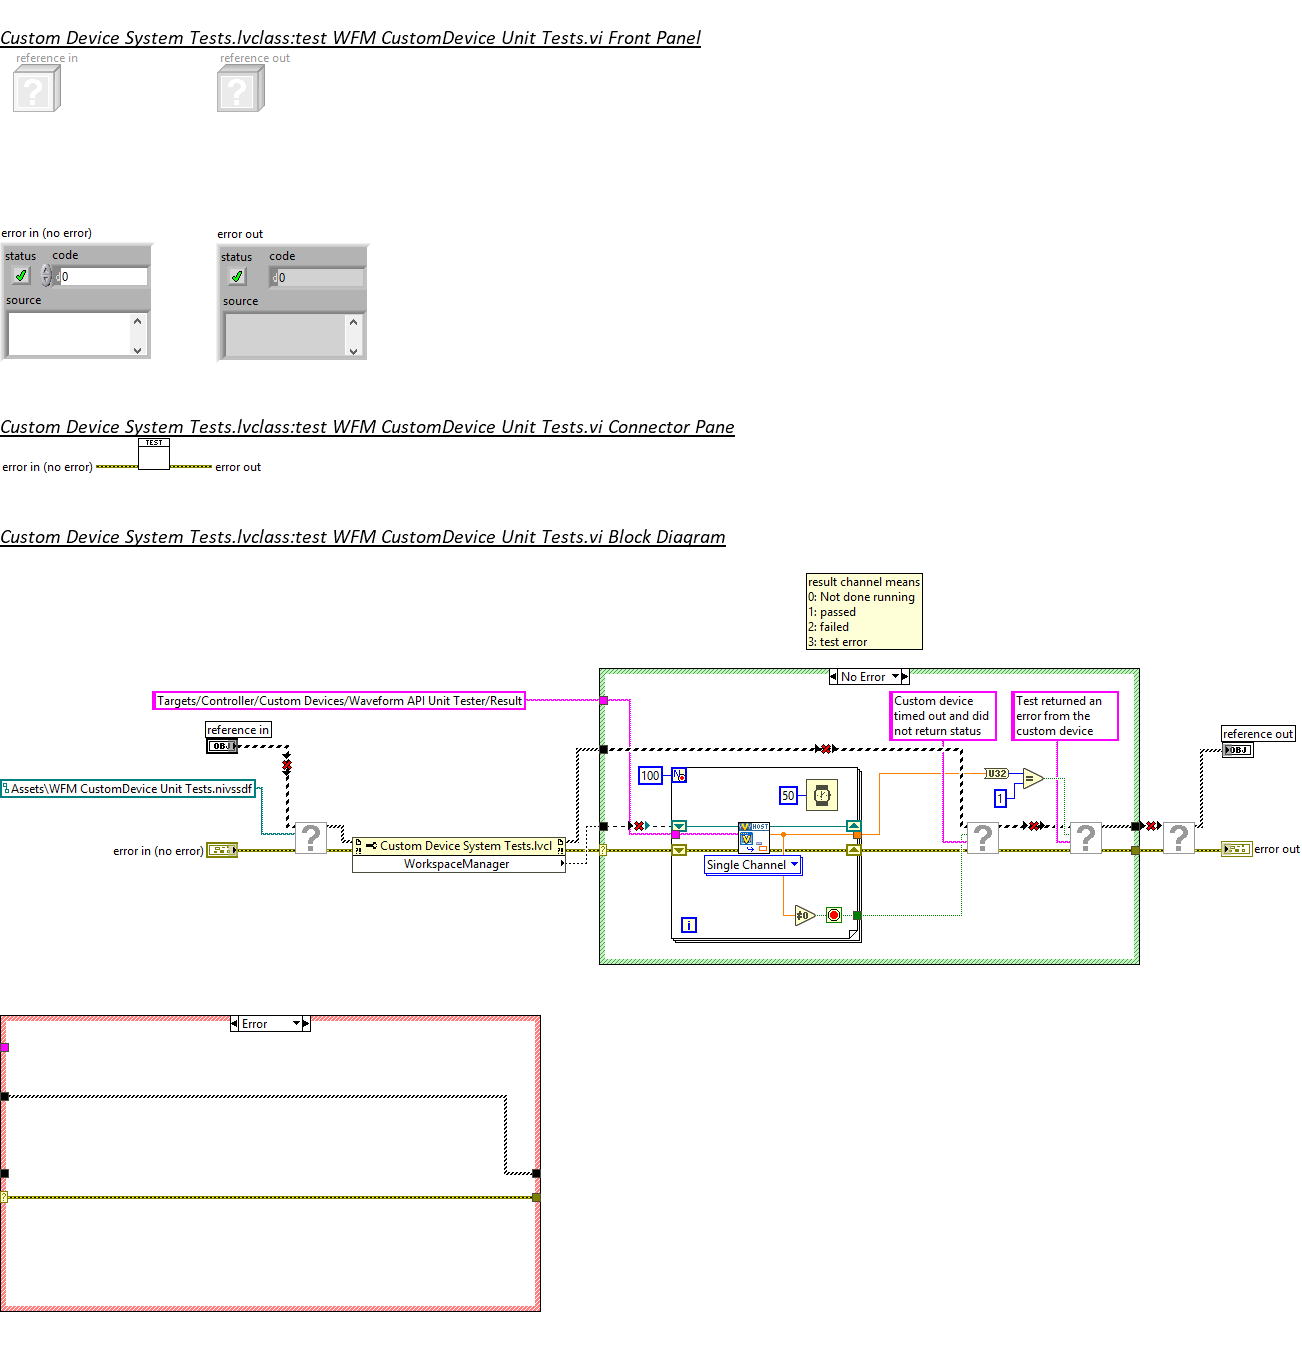 Custom Device System Tests.lvclass:test WFM CustomDevice Unit Tests.vi Front Panel
reference in
reference out
?
?
error in (no error)
status
code
d
0
source
error out
status
code
d
0
source
Custom Device System Tests.lvclass:test WFM CustomDevice Unit Tests.vi Connector Pane
TEST
error in (no error)
error out
Custom Device System Tests.lvclass:test WFM CustomDevice Unit Tests.vi Block Diagram
result channel means
0: Not done running
1: passed
2: failed
3: test error
No Error
Targets/Controller/Custom Devices/Waveform API Unit Tester/Result
Custom device
timed out and did
not return status
Test returned an
error from the
custom device
reference in
OBJ
reference out
OBJ
100
N
50
U32
=
1
Assets\WFM CustomDevice Unit Tests.nivssdf
?
HOST
?
?
?
error in (no error)
Custom Device System Tests.lvcl
WorkspaceManager
?
error out
Single Channel
≠0
i
Error
?